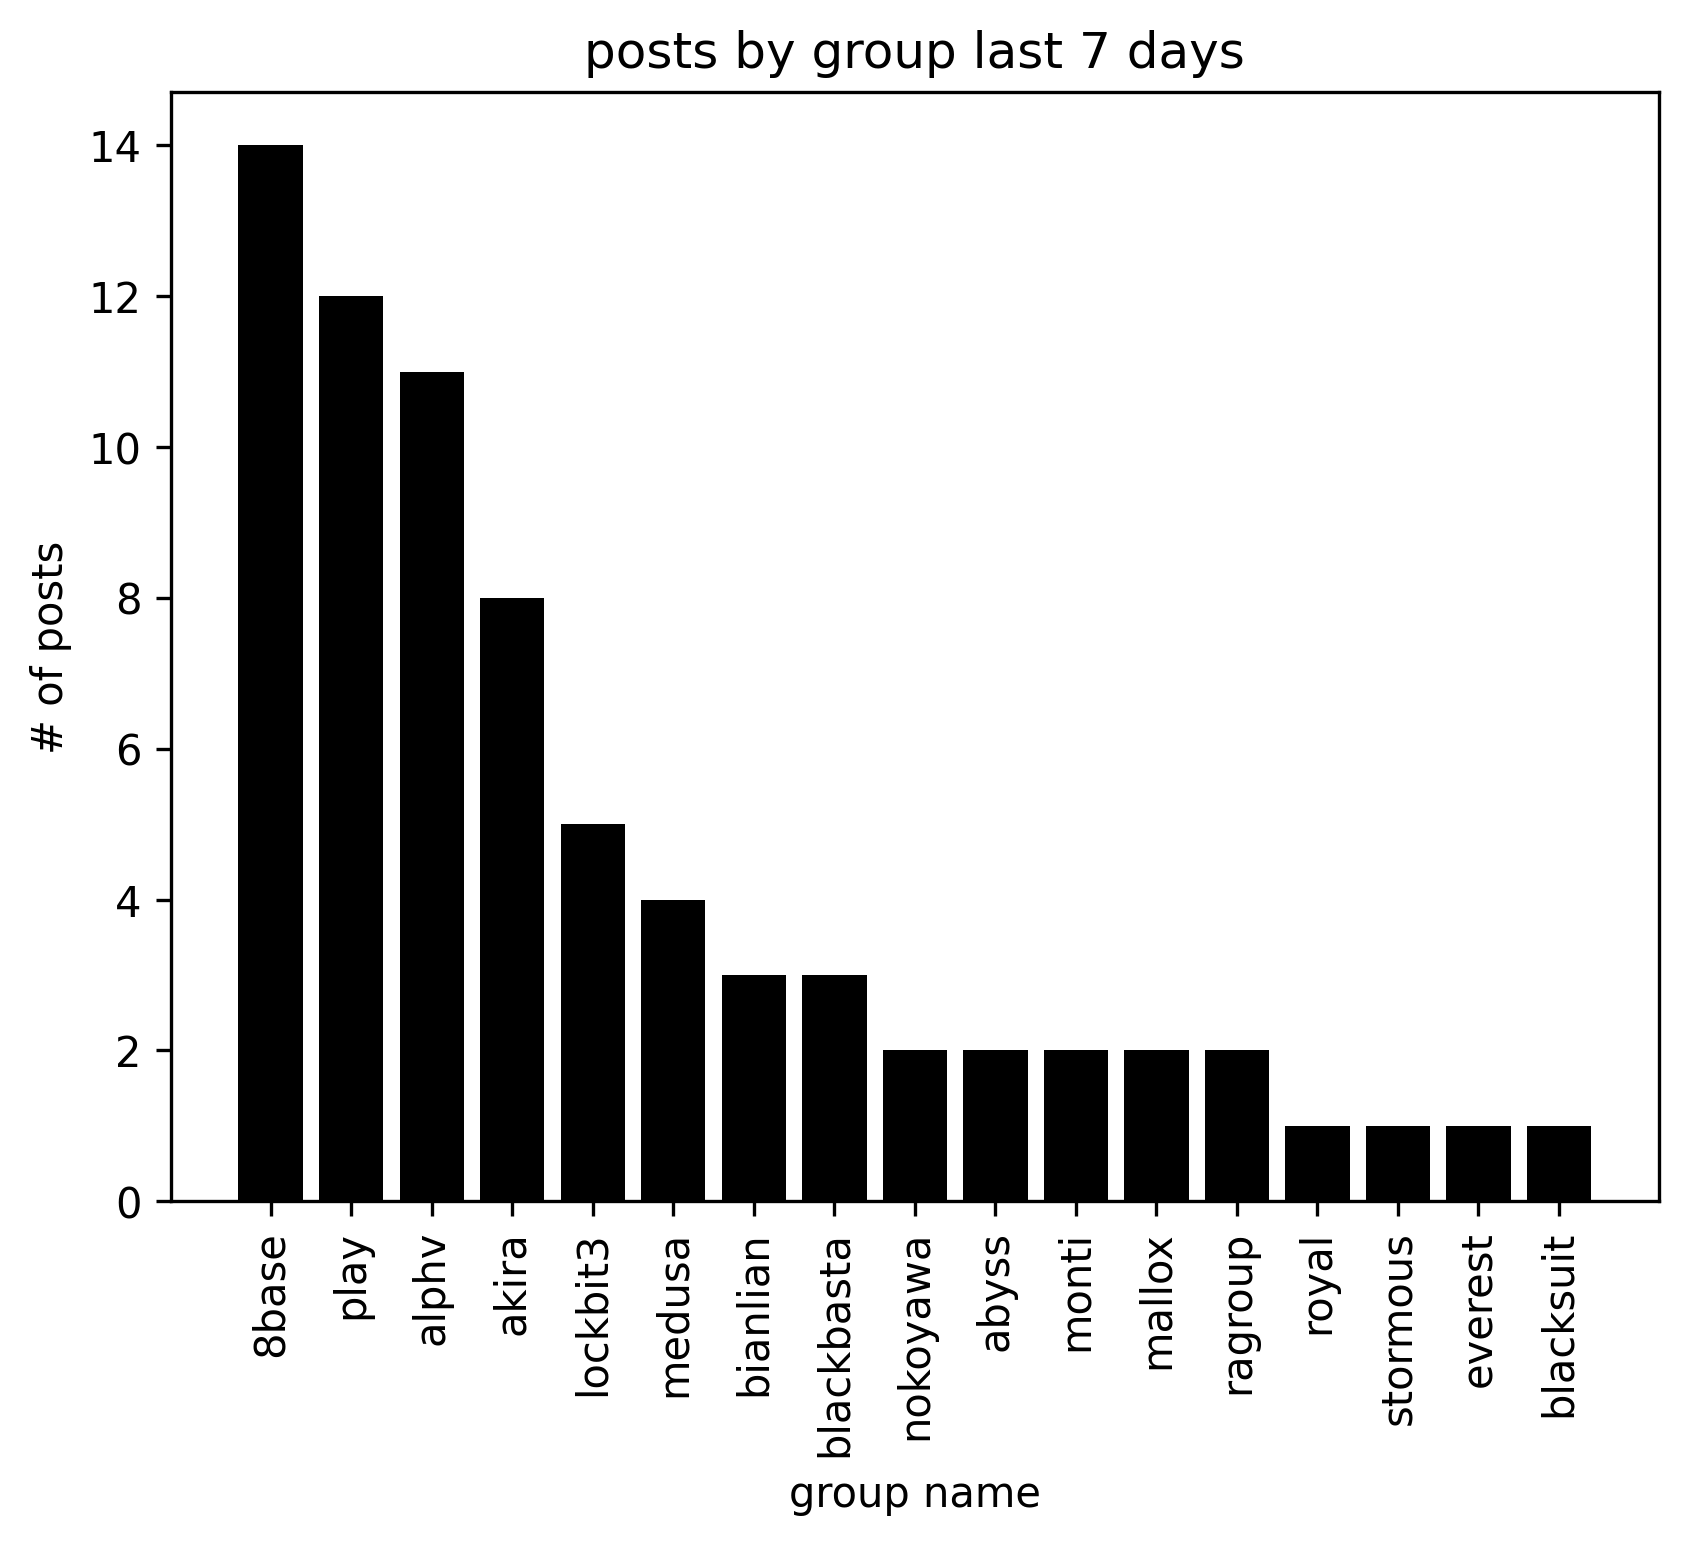 posts by group last 7 days
14
12
10
8
6
4
2
0
# of posts
8base
play
alphv
akira
lockbit3
medusa
bianlian
blackbasta
nokoyawa
abyss
monti
mallox
ragroup
royal
stormous
everest
blacksuit
group name